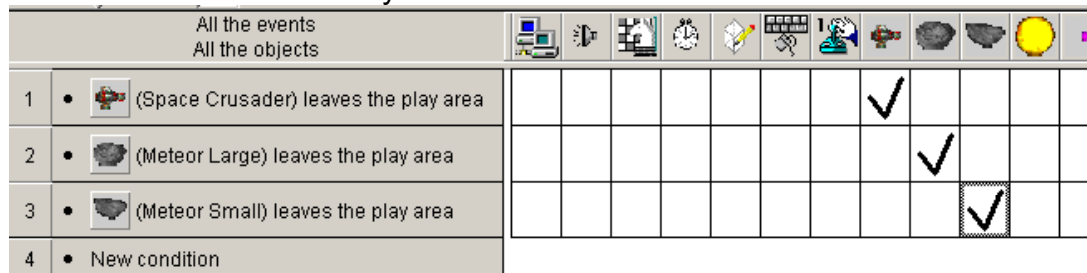 All the events
All the objects
1 • (Space Crusader) leaves the play area
2 • (Meteor Large) leaves the play area
3 • (Meteor Small) leaves the play area
4 • New condition